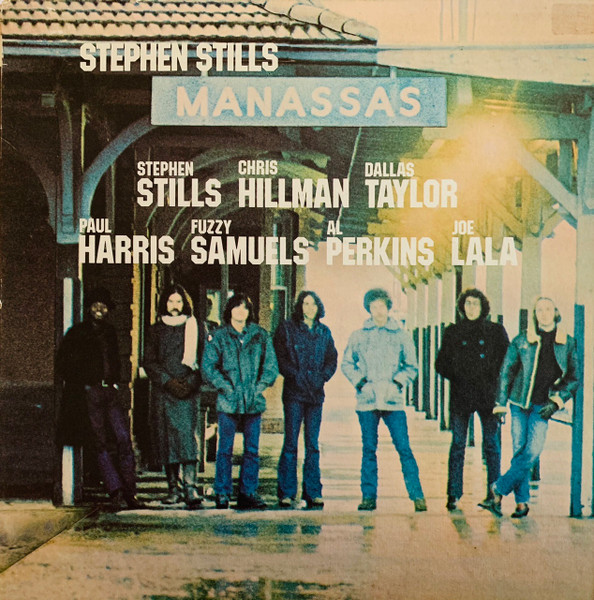 STEPHEN STILLS
MANASSAS
STEPHEN CHRIS DALLAS
STILLS HILLMAN TAYLOR
PAUL FUZZY AL JOE
HARRIS SAMUELS PERKINS LALA